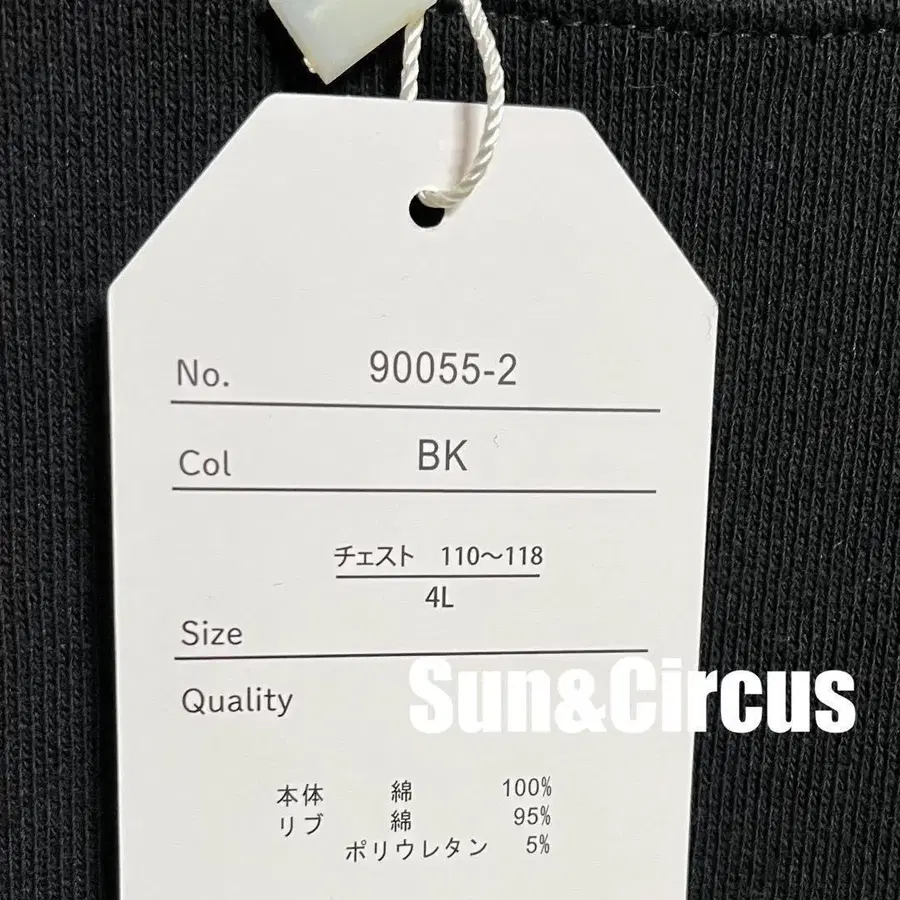 No. 90055-2
Col BK
チェスト 110〜118
4L
Size
Quality
Sun&Circus
本体 綿 100%
リブ 綿 95%
ポリウレタン 5%